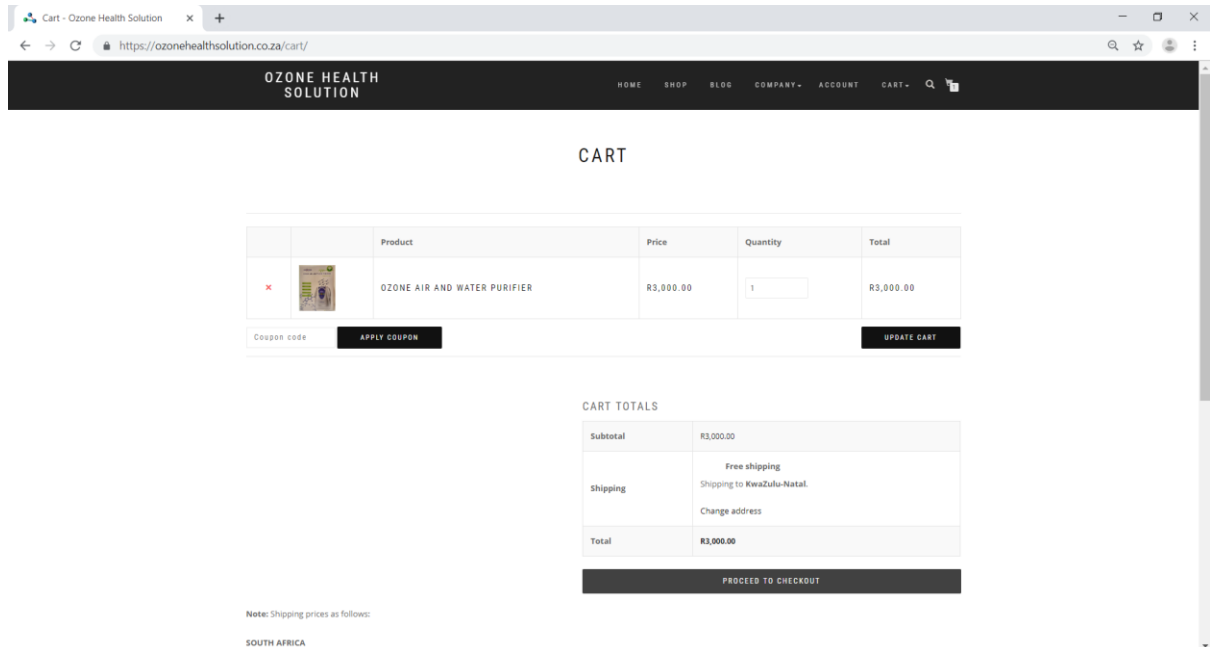 Cart - Ozone Health Solution
https://ozonehealthsolution.co.za/cart/
OZONE HEALTH
SOLUTION
HOME SHOP BLOG COMPANY ACCOUNT CART 1
CART
Product Price Quantity Total
OZONE AIR AND WATER PURIFIER R3,000.00 1 R3,000.00
Coupon code APPLY COUPON UPDATE CART
CART TOTALS
Subtotal R3,000.00
Free shipping
Shipping Shipping to KwaZulu-Natal.
Change address
Total R3,000.00
PROCEED TO CHECKOUT
Note: Shipping prices as follows:
SOUTH AFRICA